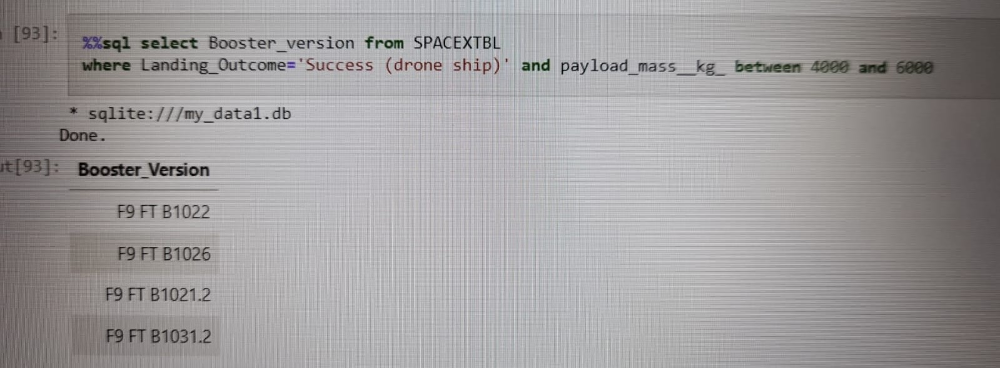 [93]:
%%sql select Booster_version from SPACEXTBL
where Landing_Outcome='Success (drone ship)' and payload_mass__kg_ between 4000 and 6000
* sqlite:///my_data1.db
Done.
ut[93]:
Booster_Version
F9 FT B1022
F9 FT B1026
F9 FT B1021.2
F9 FT B1031.2